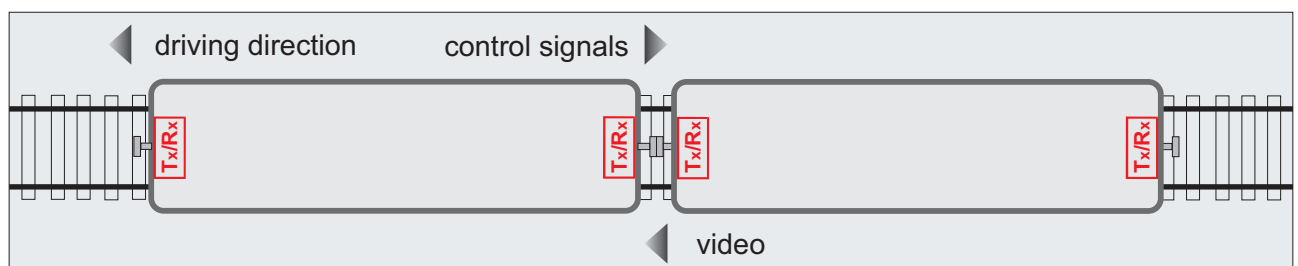 driving direction
control signals
Tx/Rx
Tx/Rx
Tx/Rx
Tx/Rx
video